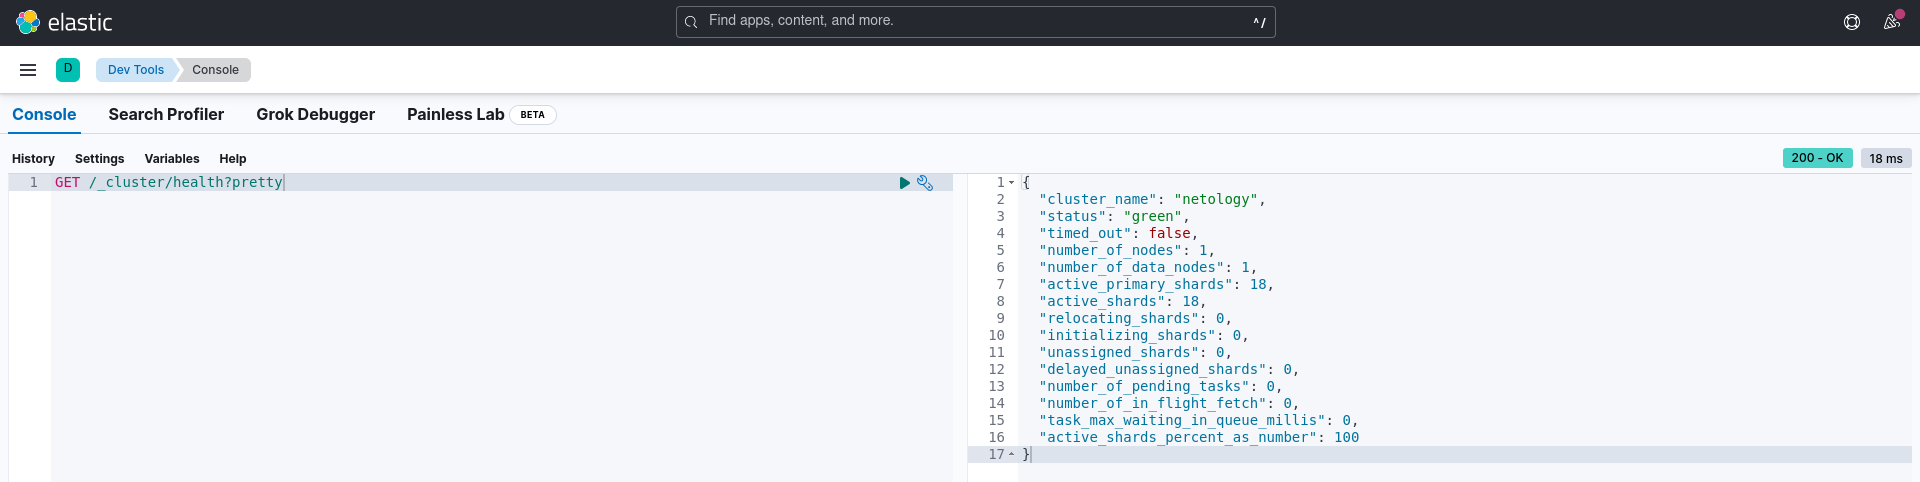 elastic
Find apps, content, and more.
^/
D
Dev Tools
Console
Console
Search Profiler
Grok Debugger
Painless Lab
BETA
History
Settings
Variables
Help
200 - OK
18 ms
1 GET /_cluster/health?pretty
1 {
2 "cluster_name": "netology",
3 "status": "green",
4 "timed_out": false,
5 "number_of_nodes": 1,
6 "number_of_data_nodes": 1,
7 "active_primary_shards": 18,
8 "active_shards": 18,
9 "relocating_shards": 0,
10 "initializing_shards": 0,
11 "unassigned_shards": 0,
12 "delayed_unassigned_shards": 0,
13 "number_of_pending_tasks": 0,
14 "number_of_in_flight_fetch": 0,
15 "task_max_waiting_in_queue_millis": 0,
16 "active_shards_percent_as_number": 100
17 }